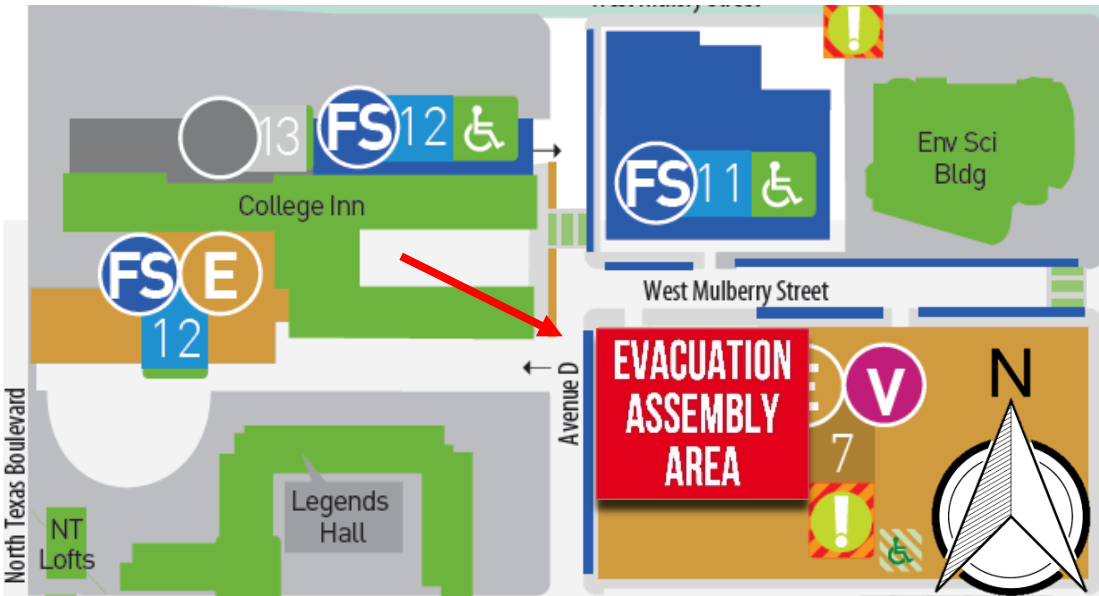 13
FS 12
FS 11
Env Sci
Bldg
College Inn
FS E
12
West Mulberry Street
EVACUATION
ASSEMBLY
AREA
E V
7
N
Avenue D
North Texas Boulevard
Legends
Hall
NT
Lofts